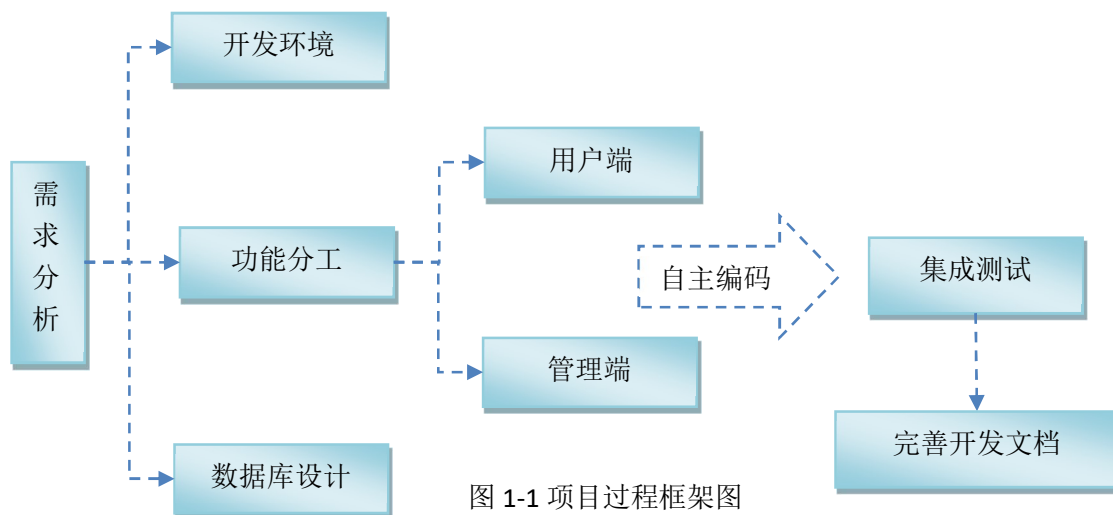 开发环境
需
求
分
析
功能分工
数据库设计
用户端
管理端
自主编码
集成测试
完善开发文档
图 1-1 项目过程框架图